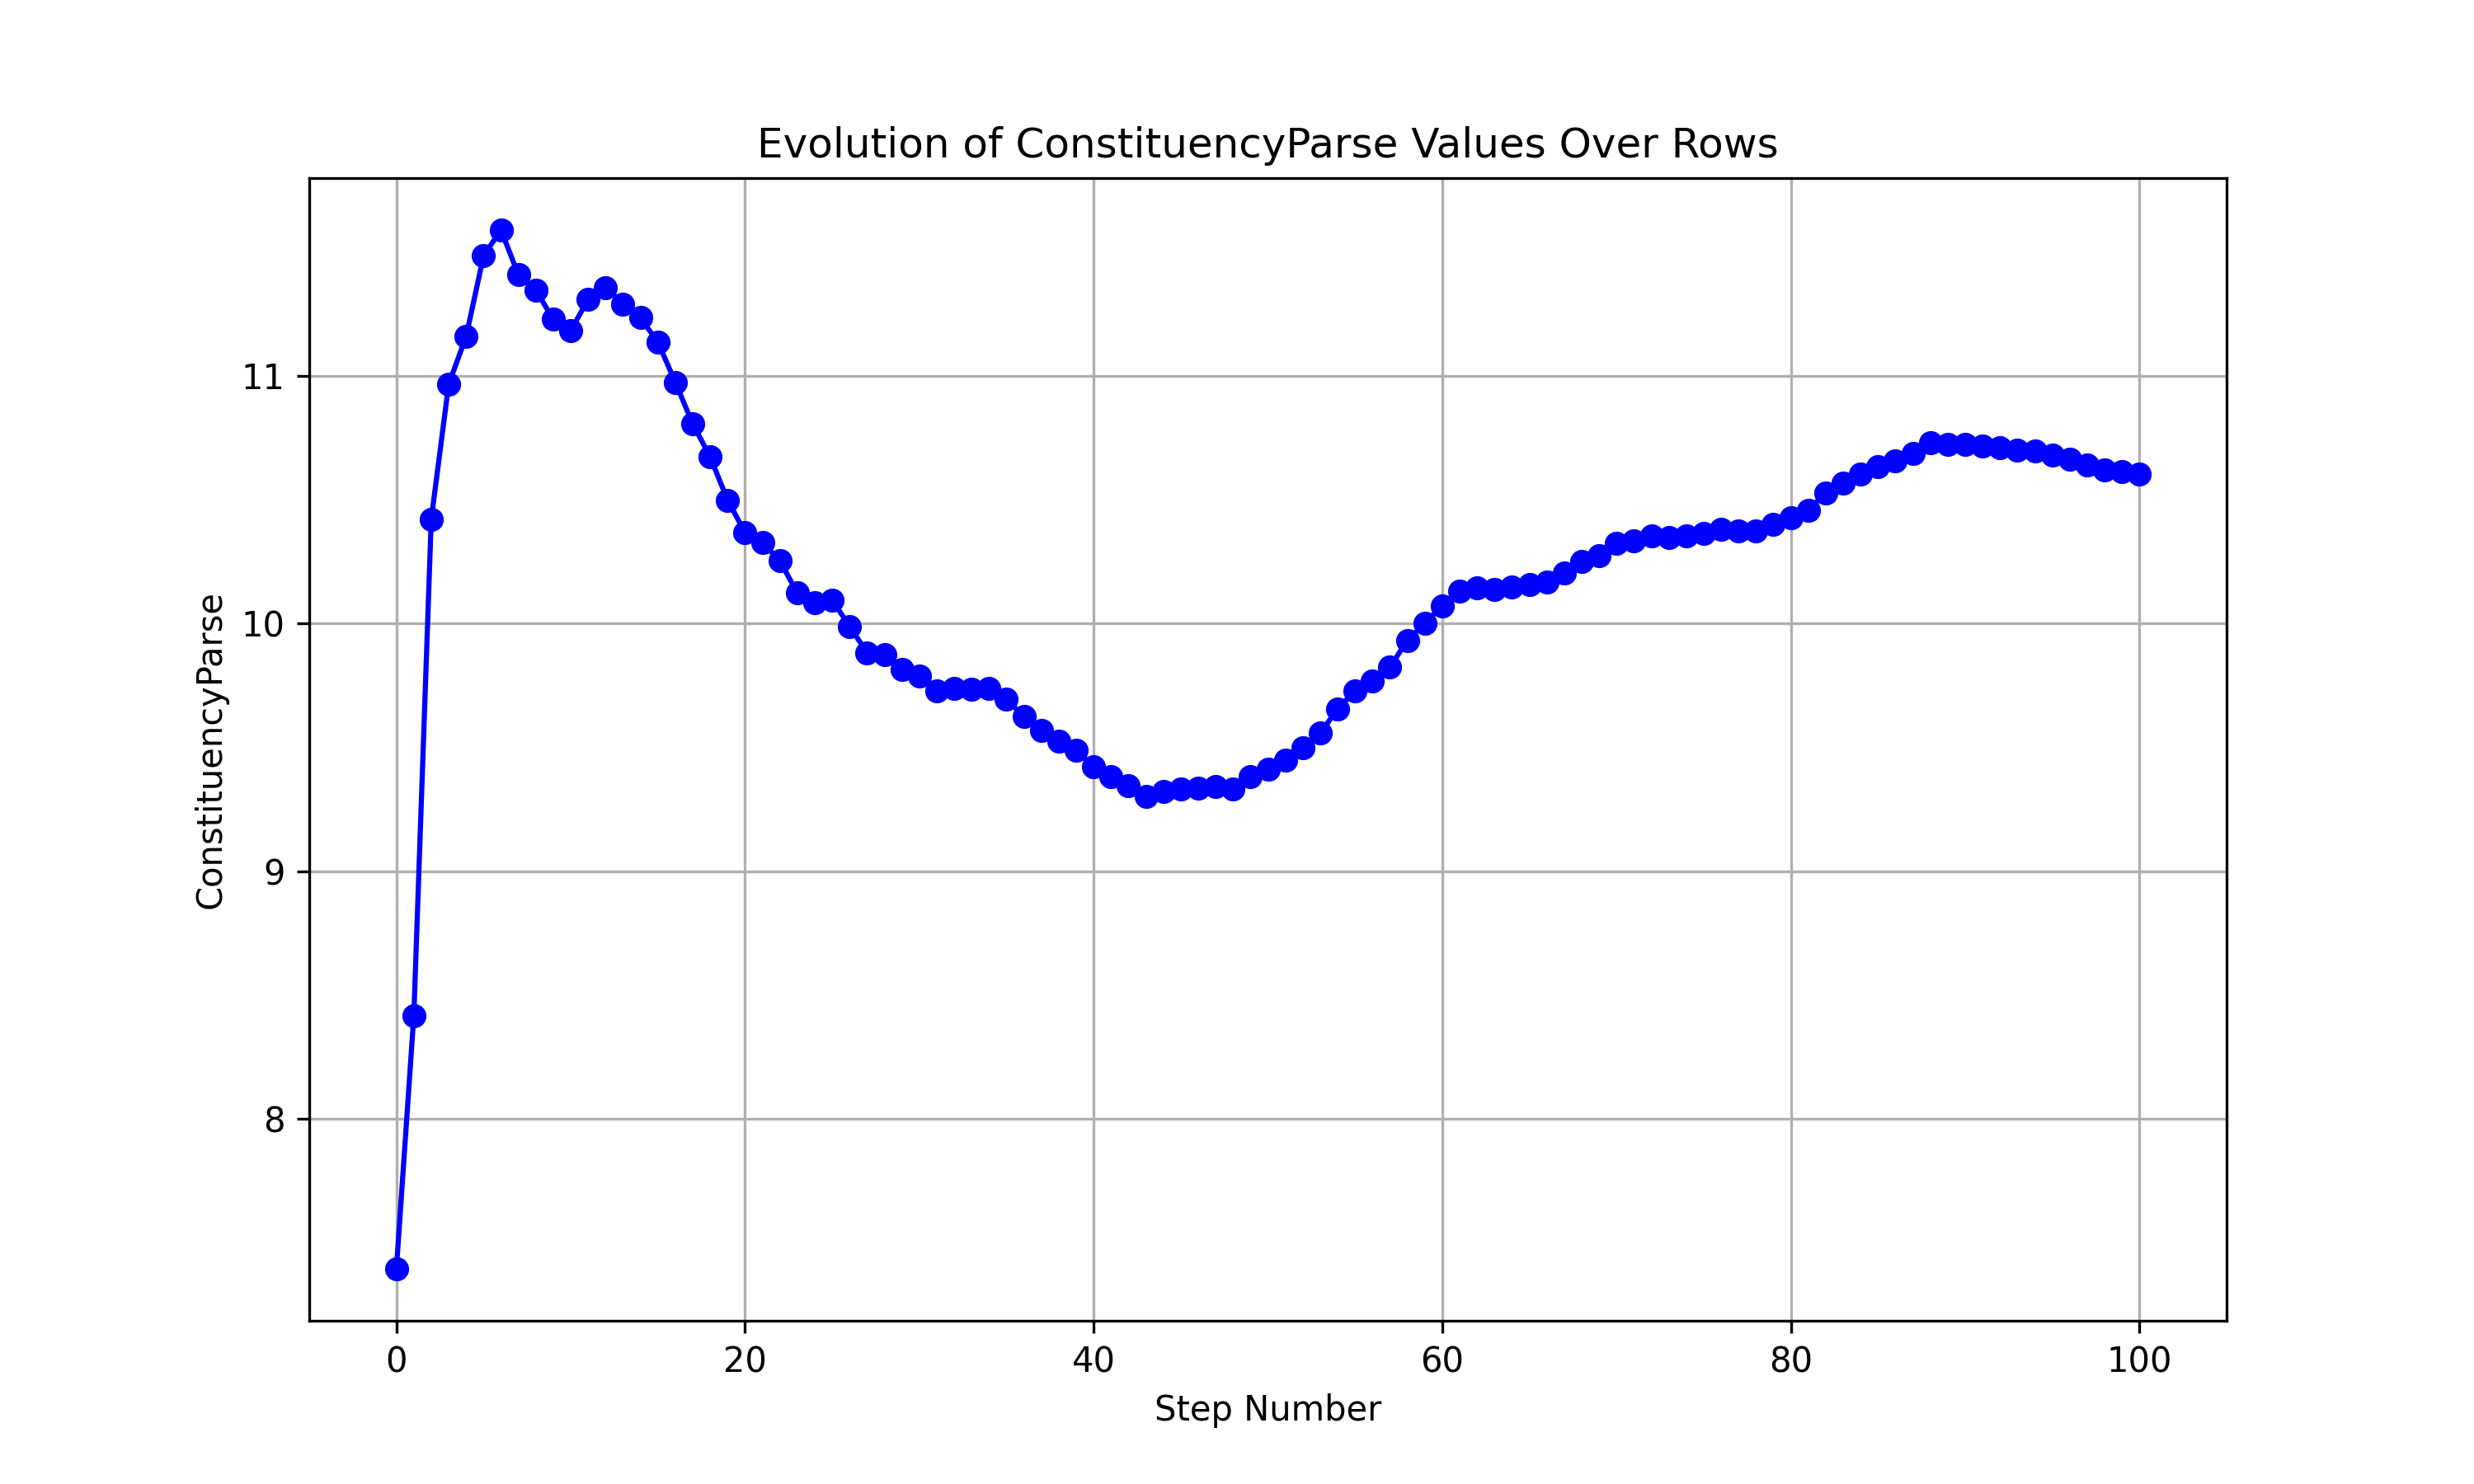 Evolution of ConstituencyParse Values Over Rows
ConstituencyParse
11
10
9
8
0 20 40 60 80 100
Step Number